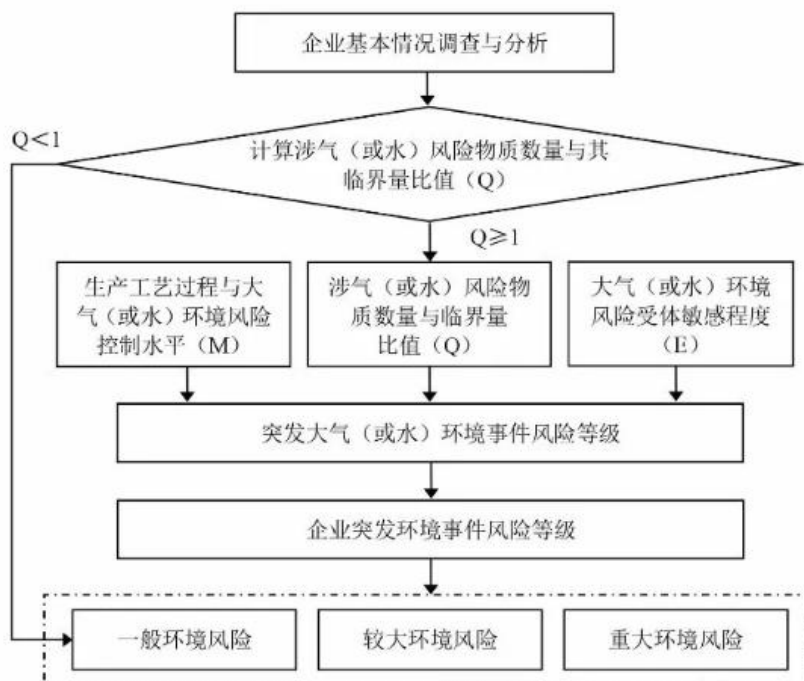 企业基本情况调查与分析
Q<1
计算涉气（或水）风险物质数量与其
临界量比值（Q）
Q≥1
生产工艺过程与大
气（或水）环境风险
控制水平（M）
涉气（或水）风险物
质数量与临界量
比值（Q）
大气（或水）环境
风险受体敏感程度
（E）
突发大气（或水）环境事件风险等级
企业突发环境事件风险等级
一般环境风险
较大环境风险
重大环境风险